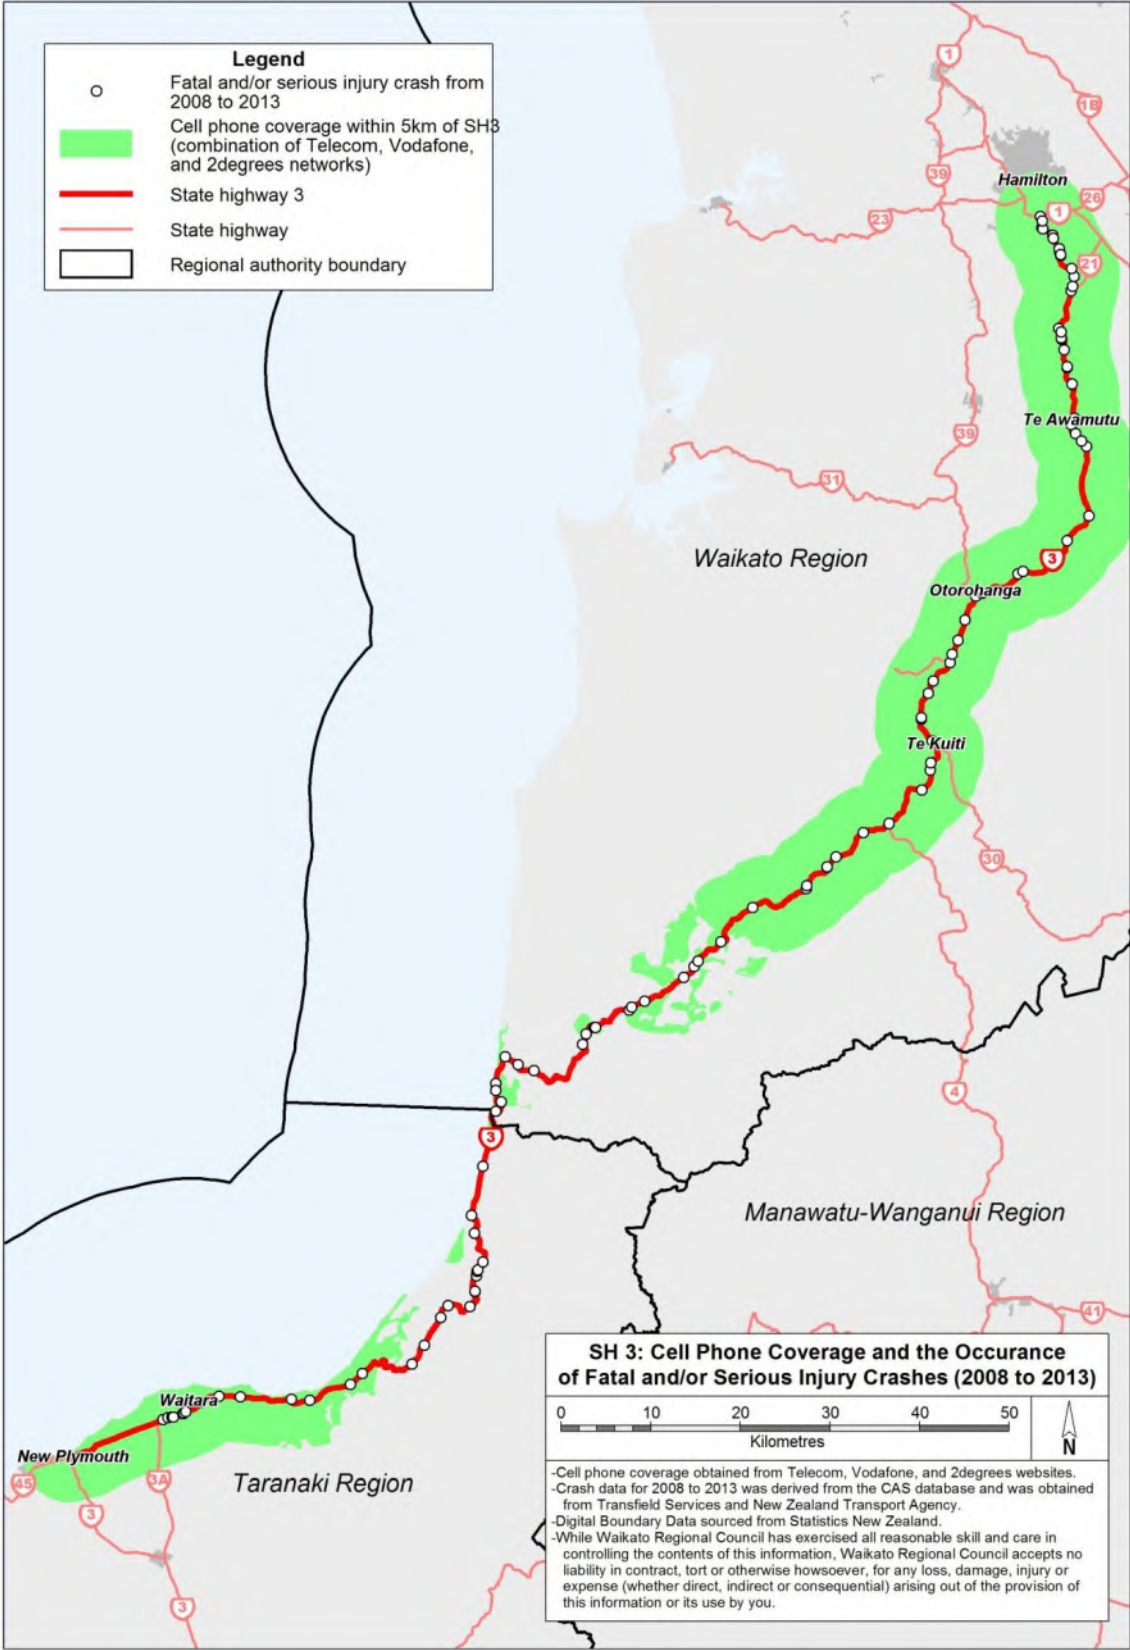 Legend
Fatal and/or serious injury crash from
2008 to 2013
Cell phone coverage within 5km of SH3
(combination of Telecom, Vodafone,
and 2degrees networks)
State highway 3
State highway
Regional authority boundary
1
1B
39
Hamilton
26
23
1
21
Te Awamutu
39
31
Waikato Region
3
Otorohanga
Te Kuiti
30
4
3
Manawatu-Wanganui Region
41
Waitara
New Plymouth
45
3A
Taranaki Region
3
3
SH 3: Cell Phone Coverage and the Occurance
of Fatal and/or Serious Injury Crashes (2008 to 2013)
0 10 20 30 40 50
Kilometres
N
-Cell phone coverage obtained from Telecom, Vodafone, and 2degrees websites.
-Crash data for 2008 to 2013 was derived from the CAS database and was obtained
from Transfield Services and New Zealand Transport Agency.
-Digital Boundary Data sourced from Statistics New Zealand.
-While Waikato Regional Council has exercised all reasonable skill and care in
controlling the contents of this information, Waikato Regional Council accepts no
liability in contract, tort or otherwise howsoever, for any loss, damage, injury or
expense (whether direct, indirect or consequential) arising out of the provision of
this information or its use by you.